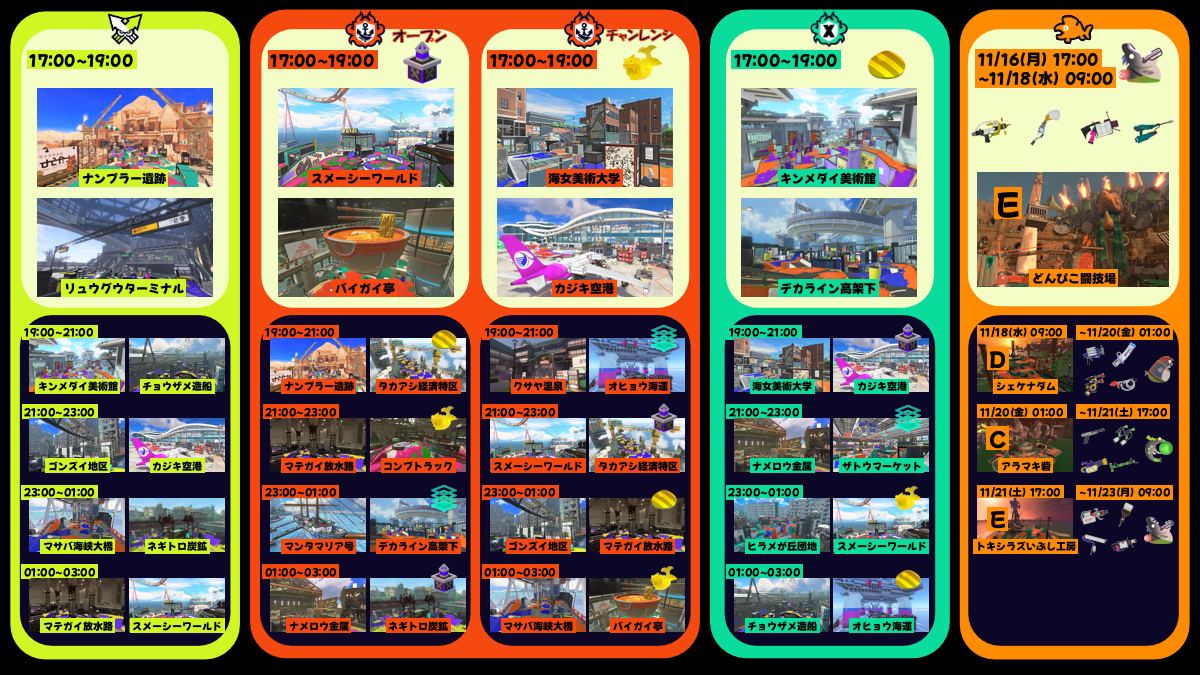 17:00~19:00
ナンプラー遺跡
リュウグウターミナル
19:00~21:00
キンメダイ美術館
チョウザメ造船
21:00~23:00
ゴンズイ地区
カジキ空港
23:00~01:00
マサバ海峡大橋
ネギトロ炭鉱
01:00~03:00
マテガイ放水路
スメーシーワールド
オープン
17:00~19:00
スメーシーワールド
バイガイ亭
19:00~21:00
ナンプラー遺跡
タカアシ経済特区
21:00~23:00
マテガイ放水路
コンブトラック
23:00~01:00
マンタマリア号
デカライン高架下
01:00~03:00
ナメロウ金属
ネギトロ炭鉱
チャンレンジ
17:00~19:00
海女美術大学
カジキ空港
19:00~21:00
クサヤ温泉
オヒョウ海運
21:00~23:00
スメーシーワールド
タカアシ経済特区
23:00~01:00
ゴンズイ地区
マテガイ放水路
01:00~03:00
マサバ海峡大橋
バイガイ亭
X
17:00~19:00
キンメダイ美術館
デカライン高架下
19:00~21:00
海女美術大学
カジキ空港
21:00~23:00
ナメロウ金属
ザトウマーケット
23:00~01:00
ヒラメが丘団地
スメーシーワールド
01:00~03:00
チョウザメ造船
オヒョウ海運
11/16(月) 17:00
~11/18(水) 09:00
E
どんぴこ闘技場
11/18(水) 09:00 ~11/20(金) 01:00
D
シェケナダム
11/20(金) 01:00 ~11/21(土) 17:00
C
アラマキ砦
11/21(土) 17:00 ~11/23(月) 09:00
E
トキシラズいぶし工房